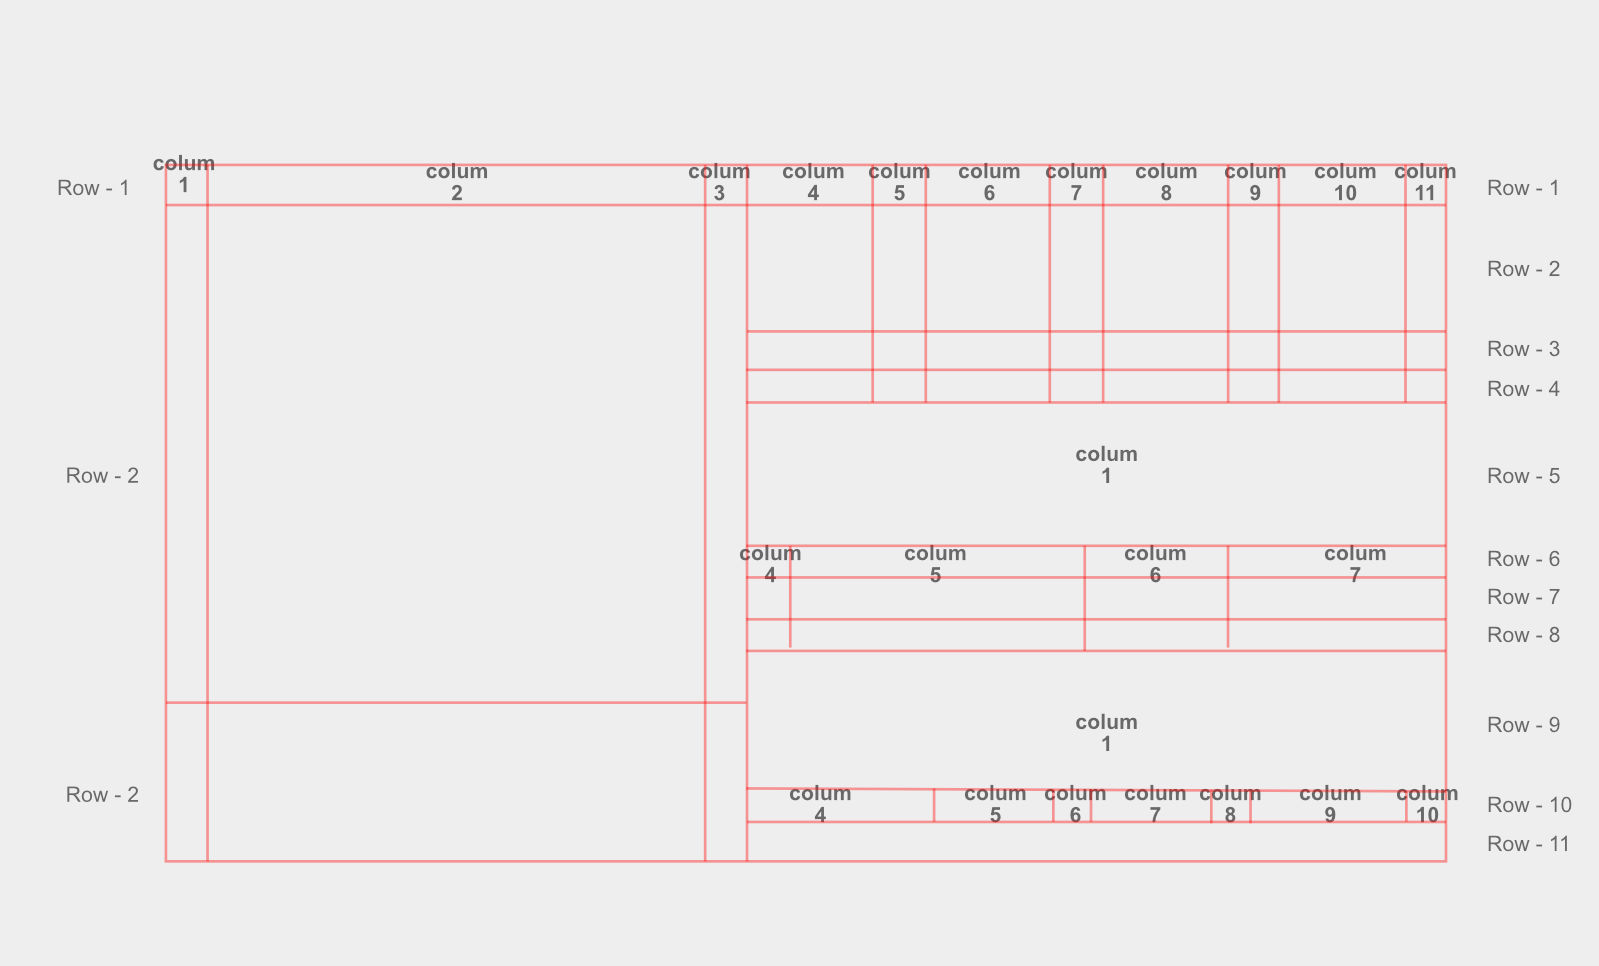 colum
1
colum
2
colum
3
colum
4
colum
5
colum
6
colum
7
colum
8
colum
9
colum
10
colum
11
Row - 1
Row - 1
Row - 2
Row - 3
Row - 4
colum
1
Row - 2
Row - 5
colum
4
colum
5
colum
6
colum
7
Row - 6
Row - 7
Row - 8
colum
1
Row - 9
Row - 2
colum
4
colum
5
colum
6
colum
7
colum
8
colum
9
colum
10
Row - 10
Row - 11